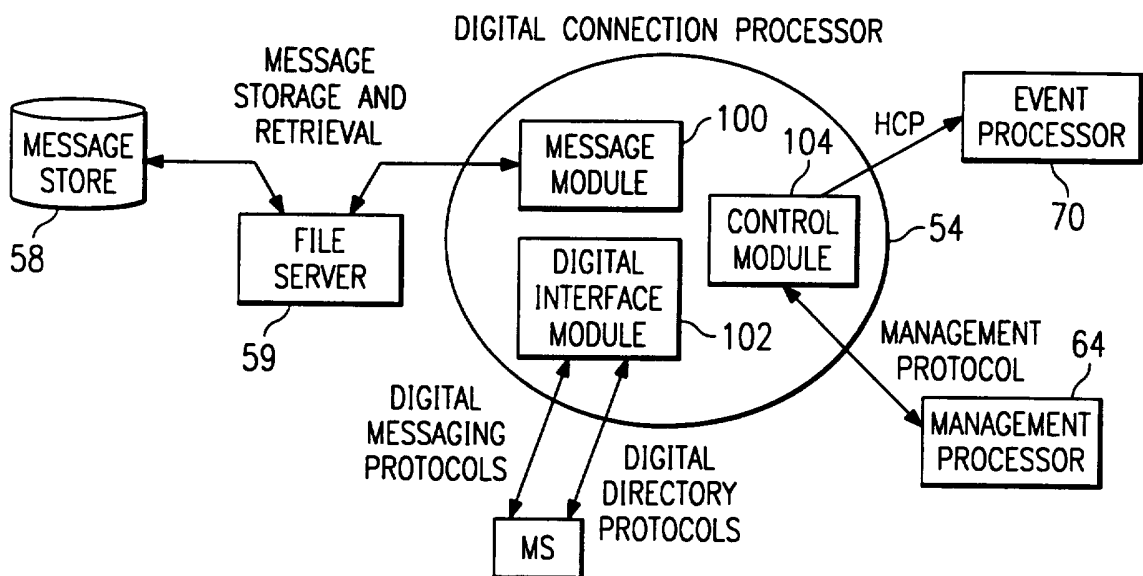 DIGITAL CONNECTION PROCESSOR
MESSAGE
STORAGE AND
RETRIEVAL
MESSAGE
STORE
58
FILE
SERVER
59
100
MESSAGE
MODULE
DIGITAL
INTERFACE
MODULE
102
104
CONTROL
MODULE
HCP
EVENT
PROCESSOR
70
54
MANAGEMENT
PROTOCOL
64
MANAGEMENT
PROCESSOR
DIGITAL
MESSAGING
PROTOCOLS
DIGITAL
DIRECTORY
PROTOCOLS
MS